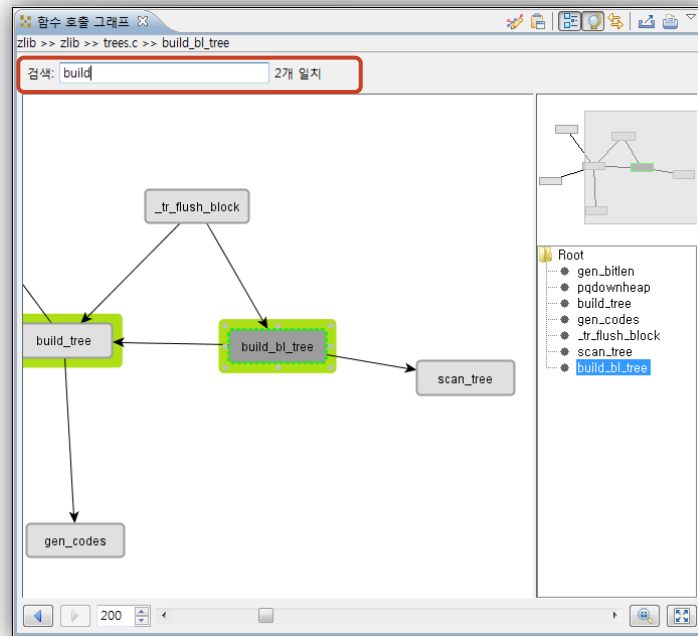 함수 호출 그래프
zlib >> zlib >> trees.c >> build_bl_tree
검색: build 2개 일치
_tr_flush_block
build_tree
build_bl_tree
scan_tree
gen_codes
Root
gen_bitlen
pqdownheap
build_tree
gen_codes
_tr_flush_block
scan_tree
build_bl_tree
200